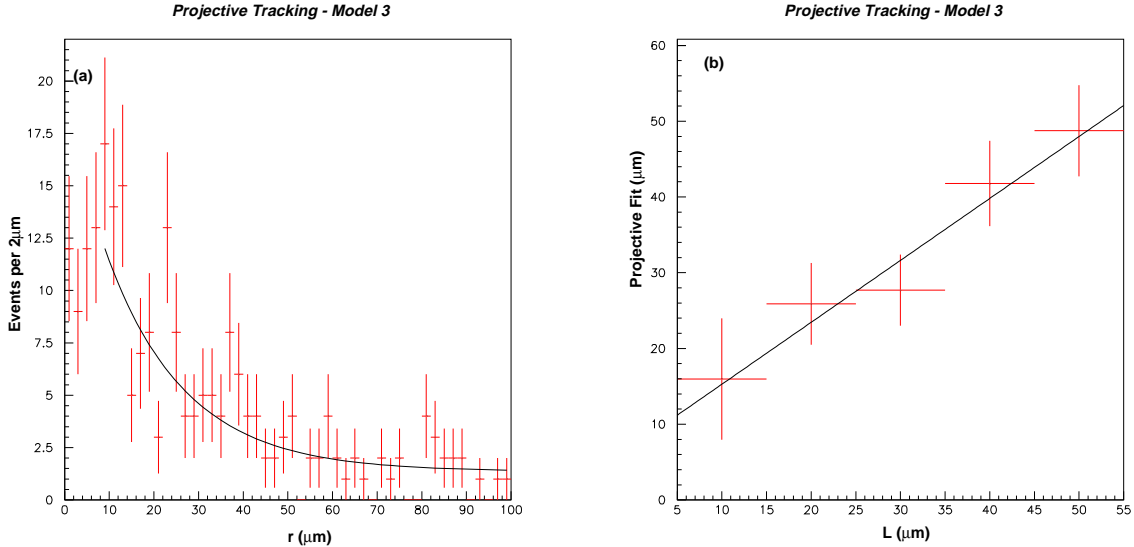 Projective Tracking - Model 3
(a)
Events per 2μm
20
17.5
15
12.5
10
7.5
5
2.5
0
0 10 20 30 40 50 60 70 80 90 100
r (μm)
Projective Tracking - Model 3
(b)
Projective Fit (μm)
60
50
40
30
20
10
0
5 10 15 20 25 30 35 40 45 50 55
L (μm)